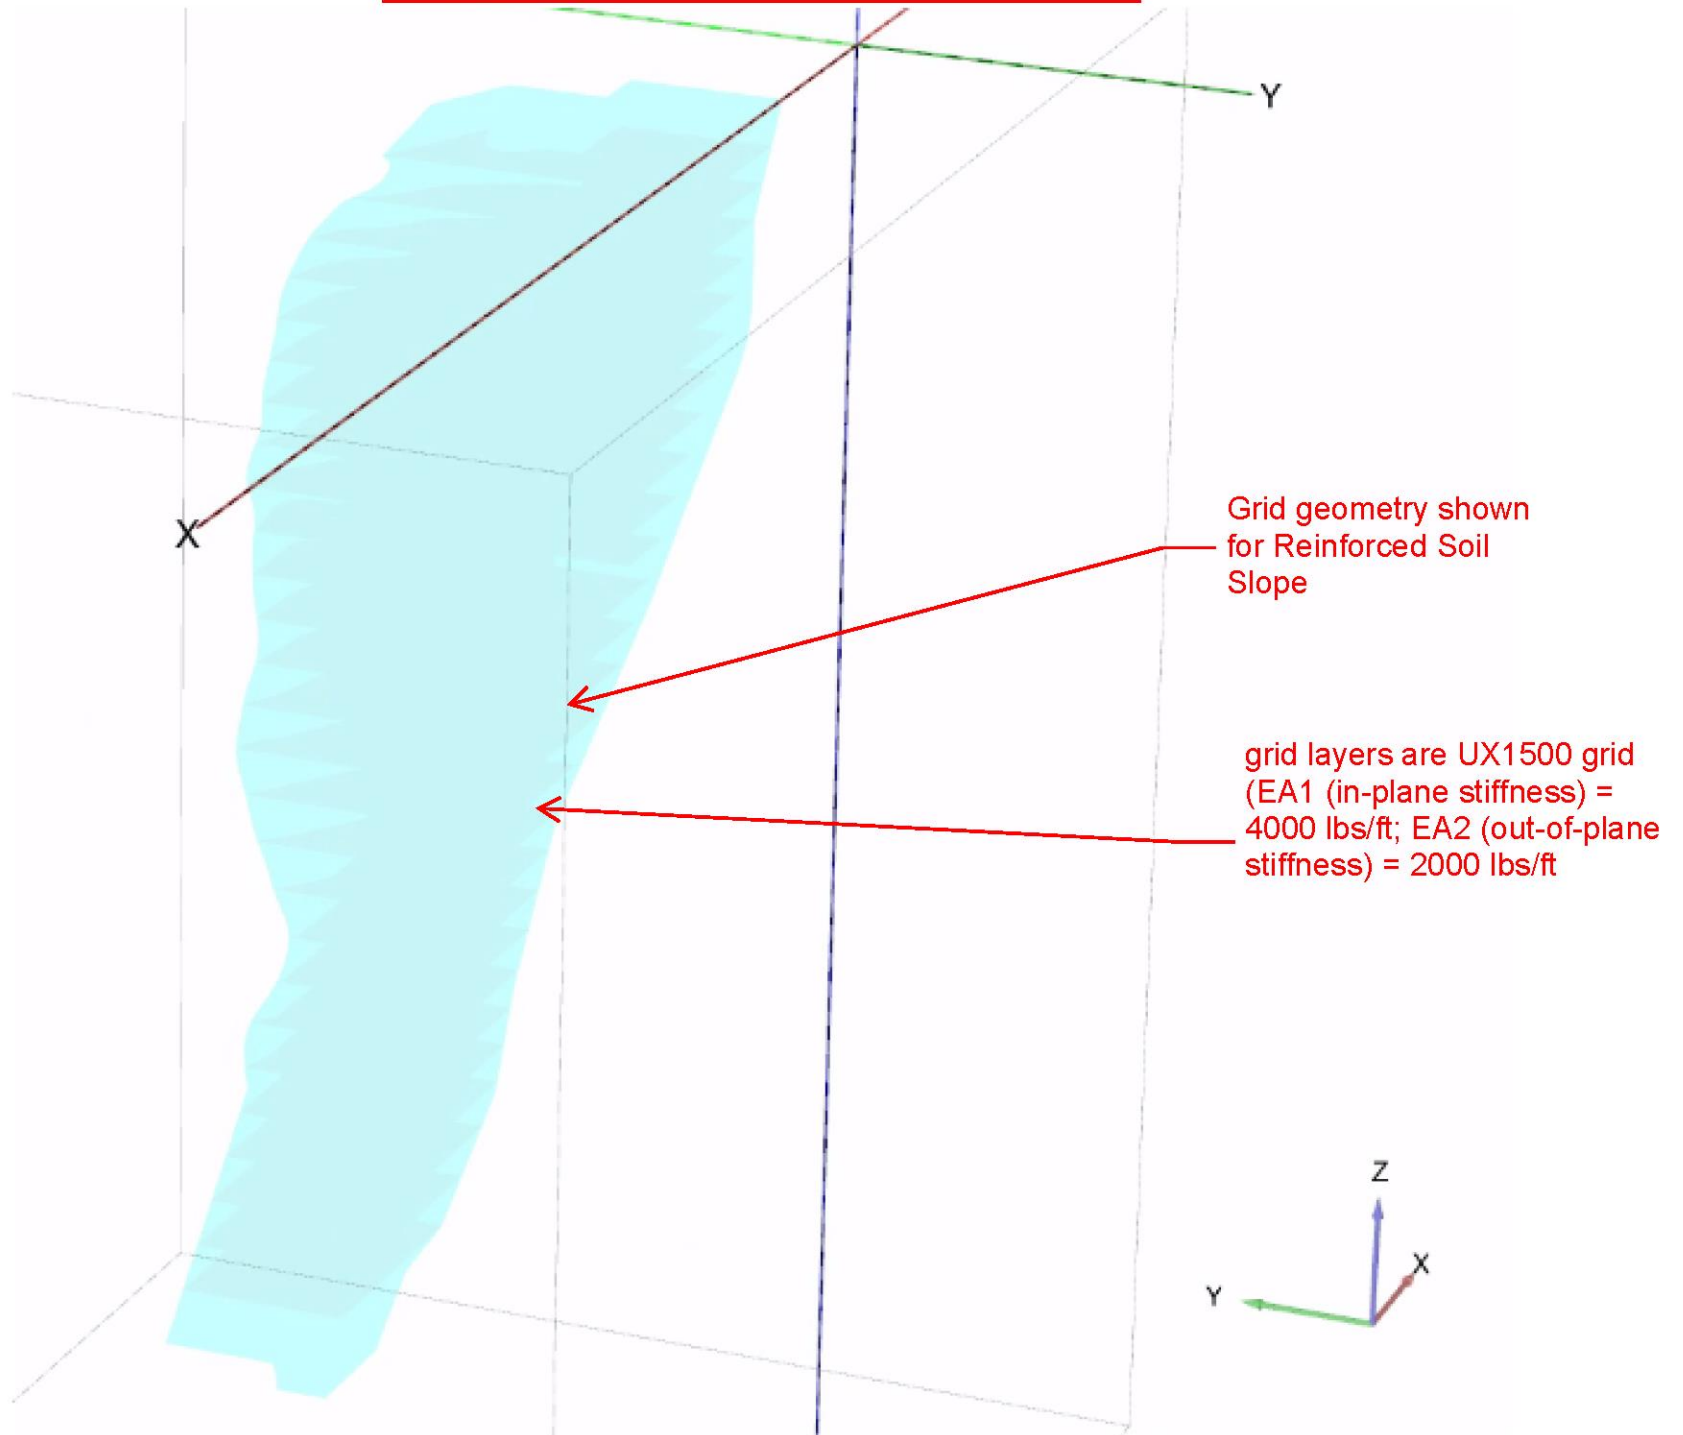 Y
X
Grid geometry shown
for Reinforced Soil
Slope
grid layers are UX1500 grid
(EA1 (in-plane stiffness) =
4000 lbs/ft; EA2 (out-of-plane
stiffness) = 2000 lbs/ft
Z
X
Y